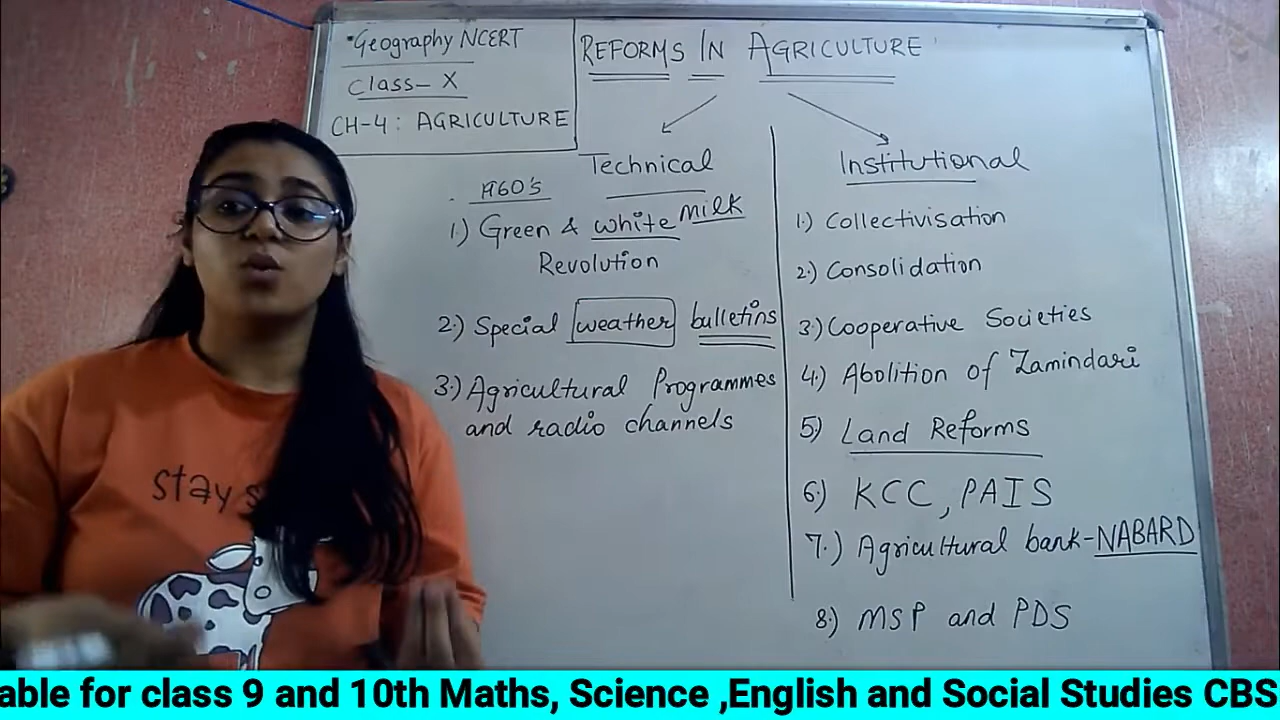 Geography NCERT
Class- X
CH-4: AGRICULTURE
REFORMS IN AGRICULTURE
Technical
1.) Green & white milk
Revolution
2.) Special weather bulletins
3.) Agricultural Programmes
and radio channels
Institutional
1.) Collectivisation
2.) Consolidation
3.) Cooperative Societies
4.) Abolition of Zamindari
5) Land Reforms
6.) KCC, PAIS
7.) Agricultural bank-NABARD
8.) MSP and PDS
stay
able for class 9 and 10th Maths, Science ,English and Social Studies CBS